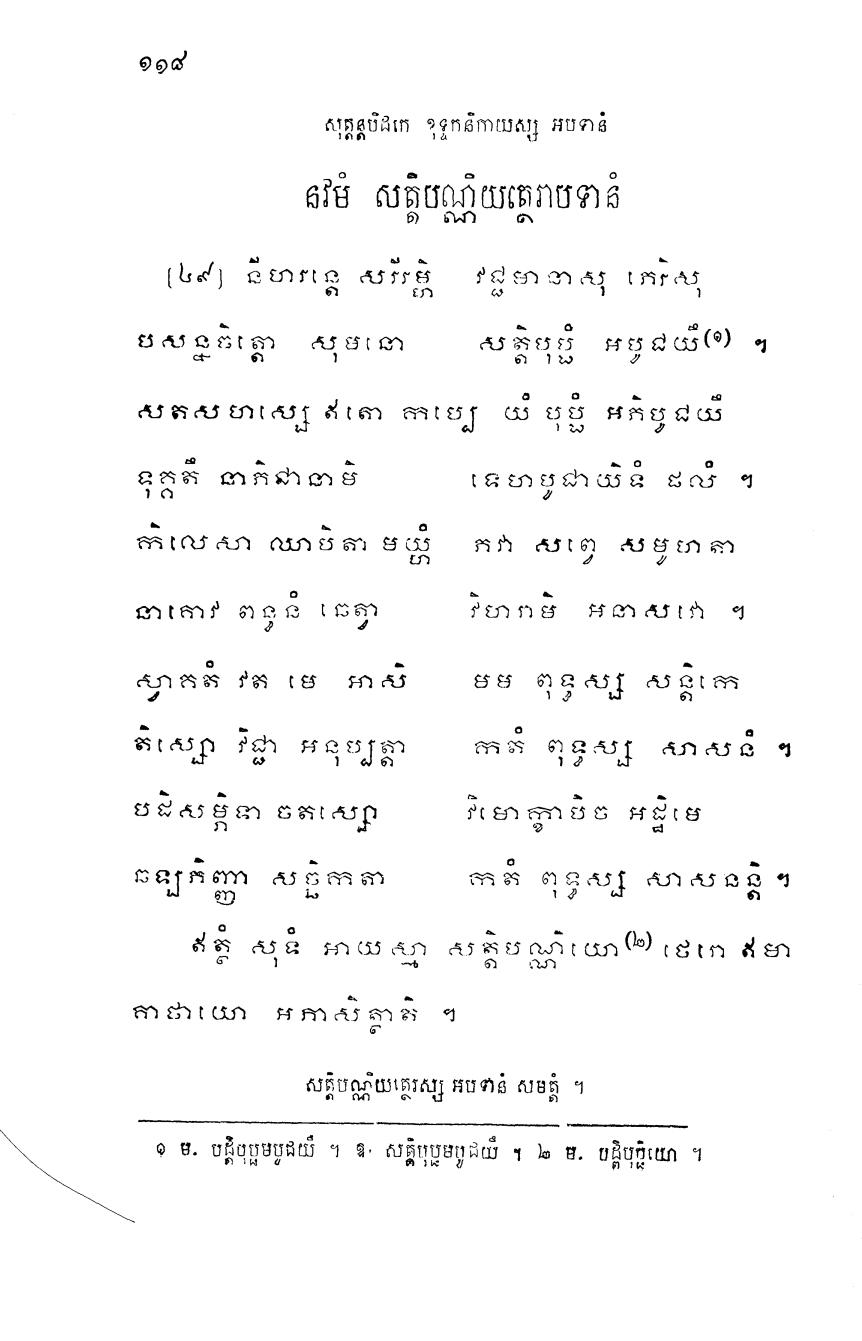 ១១៨
សុត្តន្តបិដកេ ខុទ្ទកនិកាយស្ស អបទានំ
នវមំ សត្តិបណ្ណិយត្ថេរាបទានំ
[៤៩] នីហរន្តេ សរីរម្ហិ វជ្ជមានាសុ ភេរិសុ
បសន្នចិត្តោ សុមនោ សត្តិបុប្ផំ អបូជយឹ(១) ។
សតសហស្សេ ឥតោ កប្បេ យំ បុប្ផំ អភិបូជយឹ
ទុក្កតឹ នាភិជានាមិ ទេហបូជាយិទំ ផលំ ។
កិលេសា ឈាបិតា មយ្ហំ ភវា សព្វេ សមូហតា
នាគោវ ពន្ធនំ ឆេត្វា វិហរាមិ អនាសវោ ។
ស្វាគតំ វត មេ អាសិ មម ពុទ្ធស្ស សន្តិកេ
តិស្សោ វិជ្ជា អនុប្បត្តា កតំ ពុទ្ធស្ស សាសនំ ។
បដិសម្ភិទា ចតស្សោ វិមោក្ខាបិច អដ្ឋិមេ
ឆឡភិញ្ញា សច្ឆិកតា កតំ ពុទ្ធស្ស សាសនន្តិ ។
ឥត្ថំ សុទំ អាយស្មា សត្តិបណ្ណិយោ(២) ថេរោ ឥមា
គាថាយោ អភាសិត្ថាតិ ។
សត្តិបណ្ណិយត្ថេរស្ស អបទានំ សមត្តំ ។
១ ម. បដ្តិបុប្ផមបូជយឹ ។ ឱ. សត្តិបុប្ផមបូជយឹ ។ ២ ម. បដ្តិបុប្ផិយោ ។